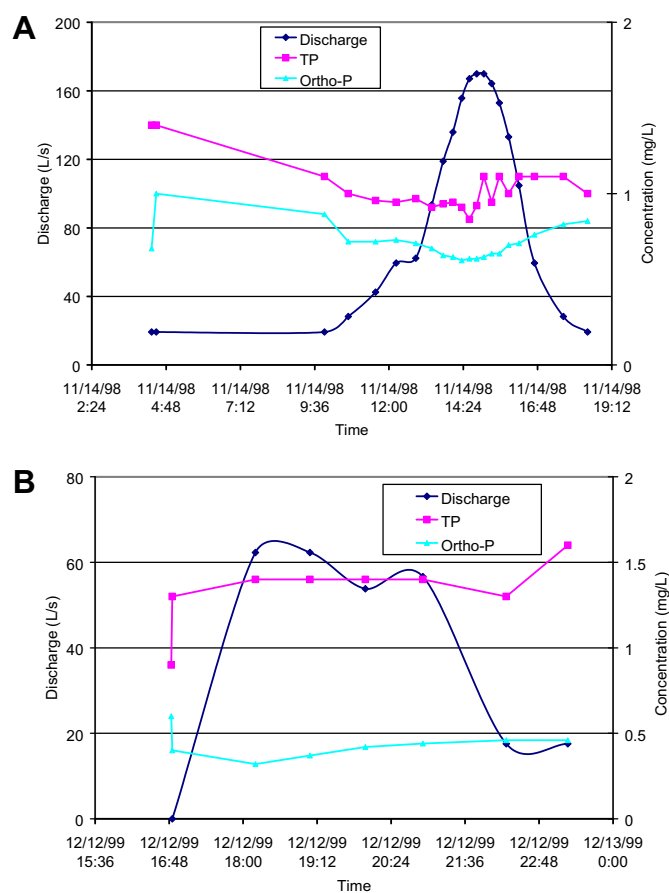 A
200
160
120
80
40
0
Discharge (L/s)
Discharge
TP
Ortho-P
2
1
0
Concentration (mg/L)
11/14/98 11/14/98 11/14/98 11/14/98 11/14/98 11/14/98 11/14/98 11/14/98
2:24 4:48 7:12 9:36 12:00 14:24 16:48 19:12
Time
B
80
60
40
20
0
Discharge (L/s)
Discharge
TP
Ortho-P
2
1.5
1
0.5
0
Concentration (mg/L)
12/12/99 12/12/99 12/12/99 12/12/99 12/12/99 12/12/99 12/12/99 12/13/99
15:36 16:48 18:00 19:12 20:24 21:36 22:48 0:00
Time